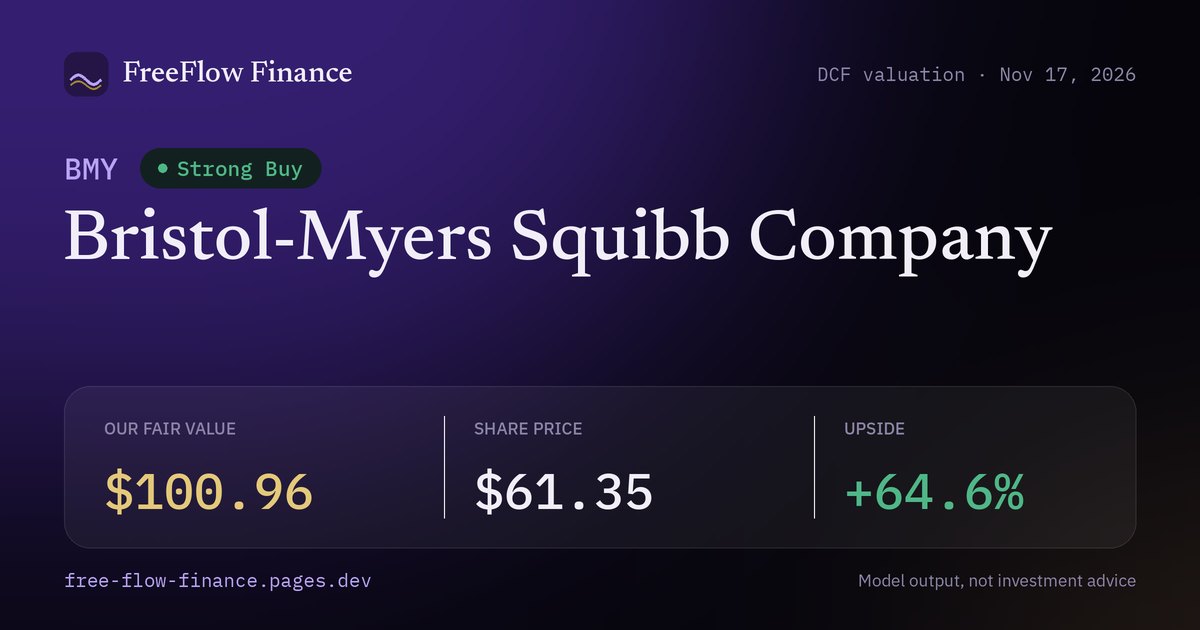 FreeFlow Finance
DCF valuation · Nov 17, 2026
BMY
Strong Buy
Bristol-Myers Squibb Company
OUR FAIR VALUE
$100.96
SHARE PRICE
$61.35
UPSIDE
+64.6%
free-flow-finance.pages.dev
Model output, not investment advice